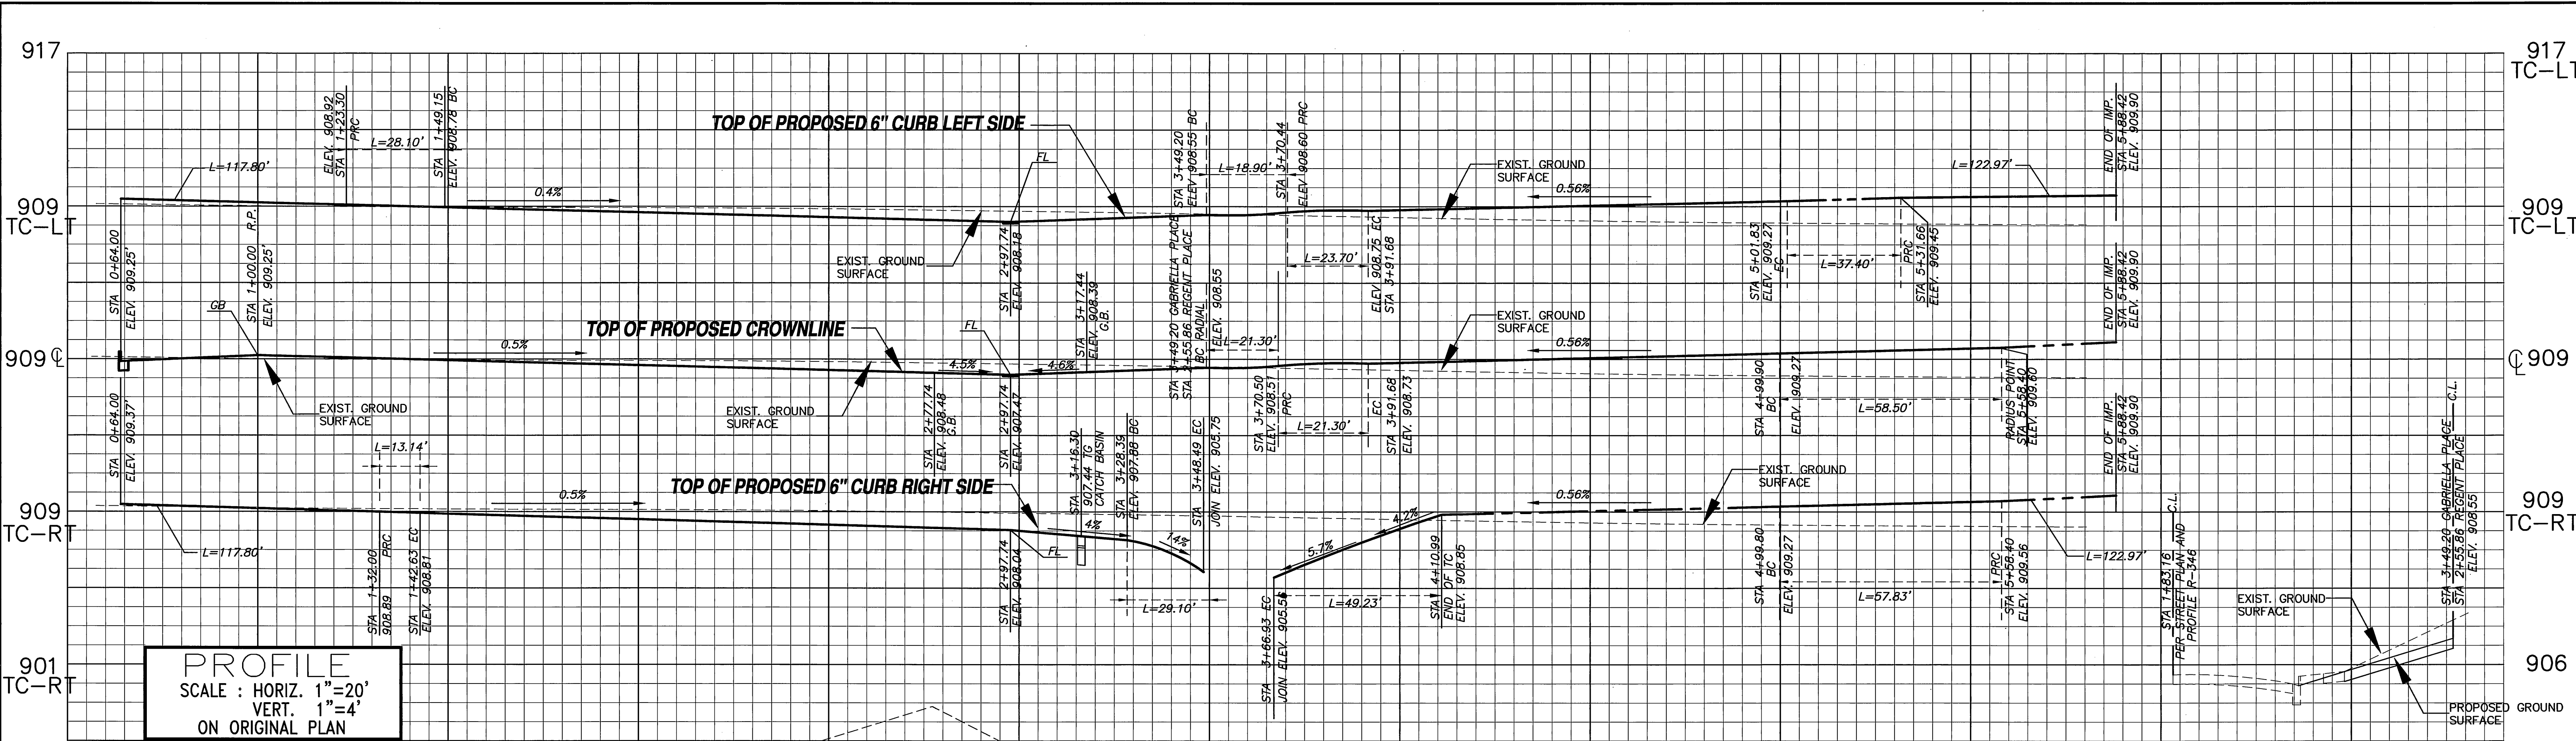 917
917
TC-LT
ELEV. 908.92
STA 1+23.30
PRC
L=28.10'
STA 1+49.15
ELEV. 908.78 BC
L=117.80'
0.4%
TOP OF PROPOSED 6" CURB LEFT SIDE
FL
STA 3+49.20
ELEV 908.55 BC
L=18.90'
STA 3+70.44
ELEV 908.60 PRC
EXIST. GROUND
SURFACE
0.56%
L=122.97'
END OF IMP.
STA 5+88.42
ELEV. 909.90
909
TC-LT
909
TC-LT
STA 0+64.00
ELEV. 909.25'
GB
STA 1+00.00 R.P.
ELEV. 909.25'
EXIST. GROUND
SURFACE
STA 2+97.74
ELEV. 908.18
STA 3+17.44
ELEV. 908.39
G.B.
STA 3+49.20 GABRIELLA PLACE
STA 2+55.86 REGENT PLACE
BC RADIAL
ELEV. 908.55
L=23.70'
ELEV. 908.75 EC
STA 3+91.68
STA 5+01.83
ELEV. 909.27
EC
L=37.40'
PRC
STA 5+31.66
ELEV. 909.45
END OF IMP.
STA 5+88.42
ELEV. 909.90
TOP OF PROPOSED CROWNLINE
FL
0.5%
4.5%
4.6%
L=21.30'
EXIST. GROUND
SURFACE
0.56%
909 ℄
℄ 909
STA 0+64.00
ELEV. 909.37'
EXIST. GROUND
SURFACE
EXIST. GROUND
SURFACE
STA 2+77.74
ELEV. 908.48
G.B.
STA 2+97.74
ELEV. 907.47
STA 3+16.30
907.44 TG
CATCH BASIN
STA 3+28.39
ELEV. 907.88 BC
STA 3+48.49 EC
JOIN ELEV. 905.75
STA 3+70.50
ELEV. 908.51
PRC
L=21.30'
EC
STA 3+91.68
ELEV. 908.73
STA 4+99.90
BC
ELEV. 909.27
L=58.50'
RADIUS POINT
STA 5+58.40
ELEV. 909.60
END OF IMP.
STA 5+88.42
ELEV. 909.90
L=13.14'
TOP OF PROPOSED 6" CURB RIGHT SIDE
0.5%
4%
14%
5.7%
4.2%
0.56%
EXIST. GROUND
SURFACE
909
TC-RT
909
TC-RT
L=117.80'
STA 1+32.00
908.89 PRC
STA 1+42.63 EC
ELEV. 908.81
STA 2+97.74
ELEV. 908.04
FL
L=29.10'
STA 3+66.93 EC
JOIN ELEV. 905.56
L=49.23'
STA 4+10.99
END OF TC
ELEV. 908.85
STA 4+99.80
BC
ELEV. 909.27
L=57.83'
PRC
STA 5+58.40
ELEV. 909.56
L=122.97'
STA 1+83.16 C.L.
PER STREET PLAN AND
PROFILE R-346
STA 3+49.20 GABRIELLA PLACE C.L.
STA 2+55.86 REGENT PLACE
ELEV. 908.55
EXIST. GROUND
SURFACE
901
TC-RT
906
PROPOSED GROUND
SURFACE
PROFILE
SCALE : HORIZ. 1"=20'
VERT. 1"=4'
ON ORIGINAL PLAN